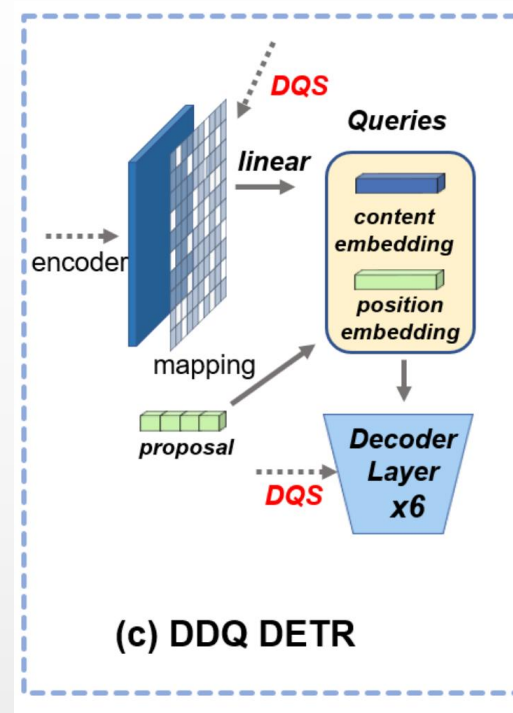 DQS
Queries
linear
encoder
content
embedding
position
embedding
mapping
proposal
DQS
Decoder
Layer
x6
(c) DDQ DETR